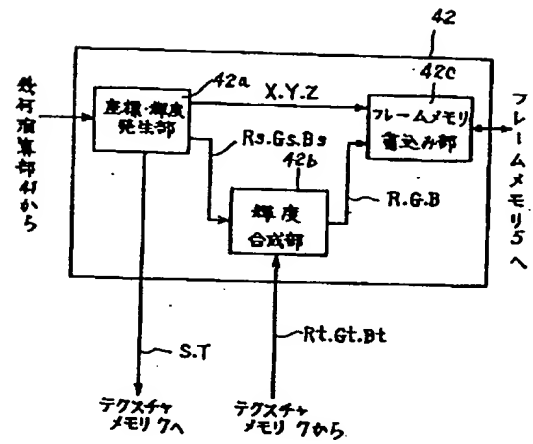 42
42a
X.Y.Z
42c
座標・輝度
発生部
フレームメモリ
書込み部
幾何演算部41から
フレームメモリ5へ
Rs.Gs.Bs
42b
輝度
合成部
R.G.B
S.T
Rt.Gt.Bt
テクスチャ
メモリ7へ
テクスチャ
メモリ7から